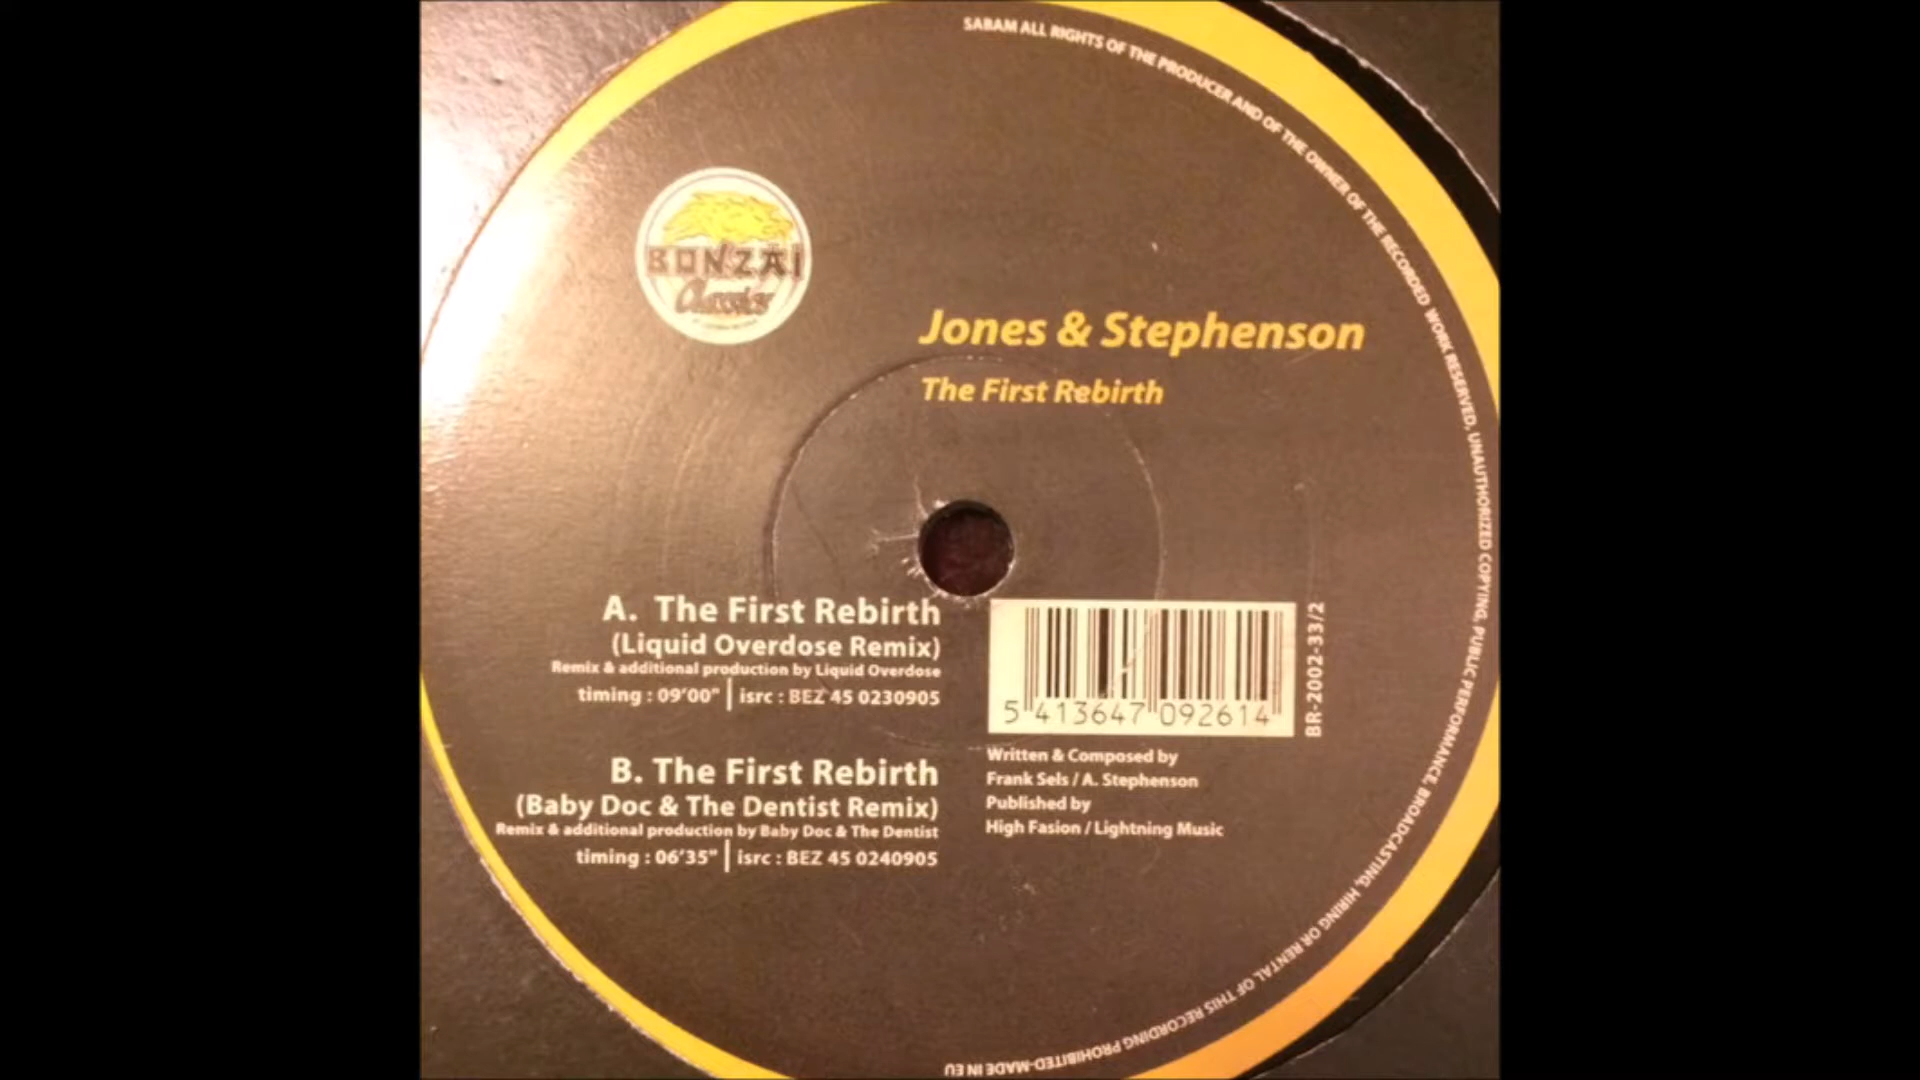 SABAM ALL RIGHTS OF THE PRODUCER AND OF THE OWNER OF THE RECORDED WORK RESERVED, UNAUTHORIZED COPYING, PUBLIC PERFORMANCE, BROADCASTING, HIRING OR RENTAL OF THIS RECORDING PROHIBITED-MADE IN EU
BONZAI
Classics
Jones & Stephenson
The First Rebirth
A. The First Rebirth
(Liquid Overdose Remix)
Remix & additional production by Liquid Overdose
timing : 09'00" | isrc : BEZ 45 0230905
B. The First Rebirth
(Baby Doc & The Dentist Remix)
Remix & additional production by Baby Doc & The Dentist
timing : 06'35" | isrc : BEZ 45 0240905
5 413647 092614
BR-2002-33/2
Written & Composed by
Frank Sels / A. Stephenson
Published by
High Fasion / Lightning Music